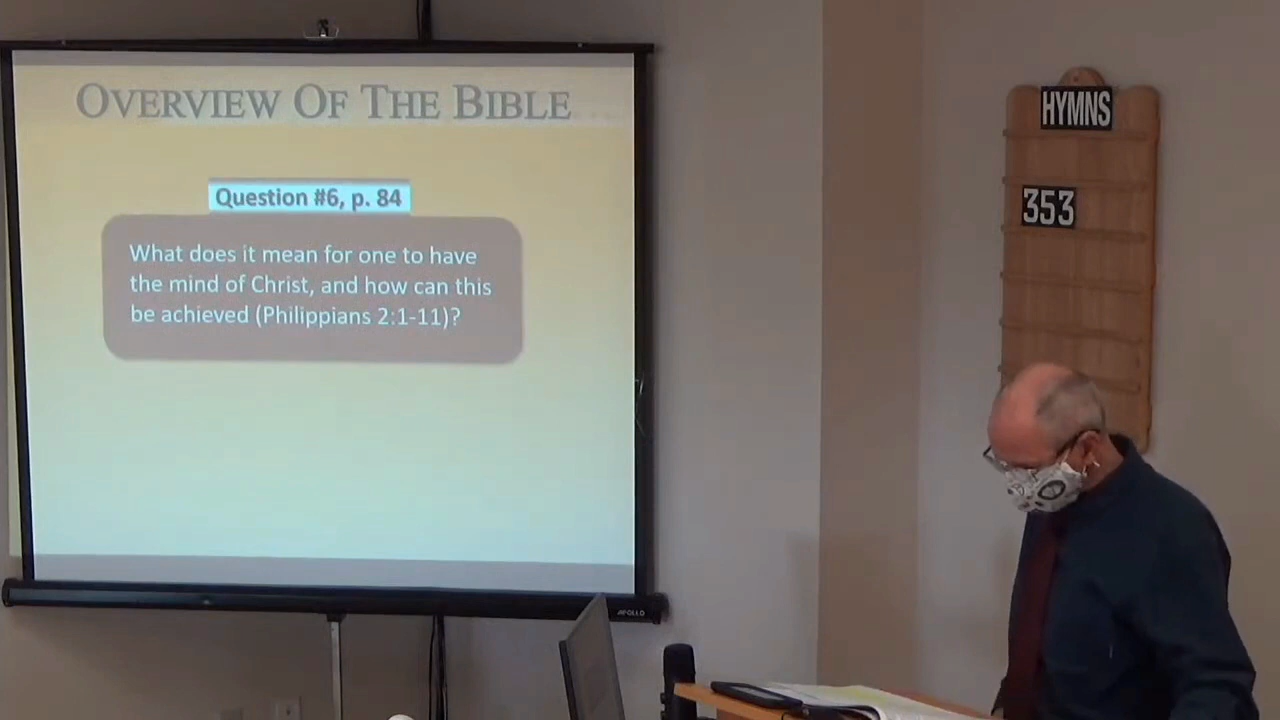 OVERVIEW OF THE BIBLE
Question #6, p. 84
What does it mean for one to have
the mind of Christ, and how can this
be achieved (Philippians 2:1-11)?
HYMNS
353
APOLLO